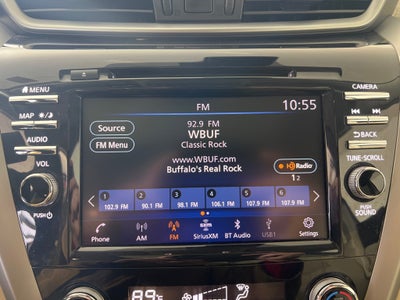 MENU
CAMERA
MAP
AUDIO
BACK
VOL
TUNE-SCROLL
PUSH
PUSH SOUND
FM
10:55
Source
92.9 FM
WBUF
Classic Rock
FM Menu
www.WBUF.com
Buffalo's Real Rock
HD Radio
1 2
1 2 3 4 5 6
102.9 FM 90.1 FM 98.1 FM 106.1 FM 107.9 FM 107.9 FM
Phone AM FM SiriusXM BT Audio USB1 Settings
89°